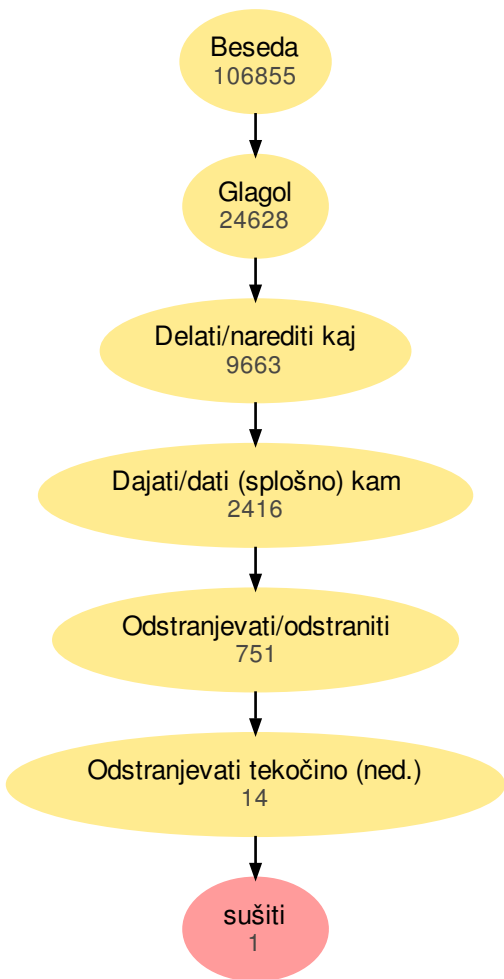 Beseda
106855
Glagol
24628
Delati/narediti kaj
9663
Dajati/dati (splošno) kam
2416
Odstranjevati/odstraniti
751
Odstranjevati tekočino (ned.)
14
sušiti
1